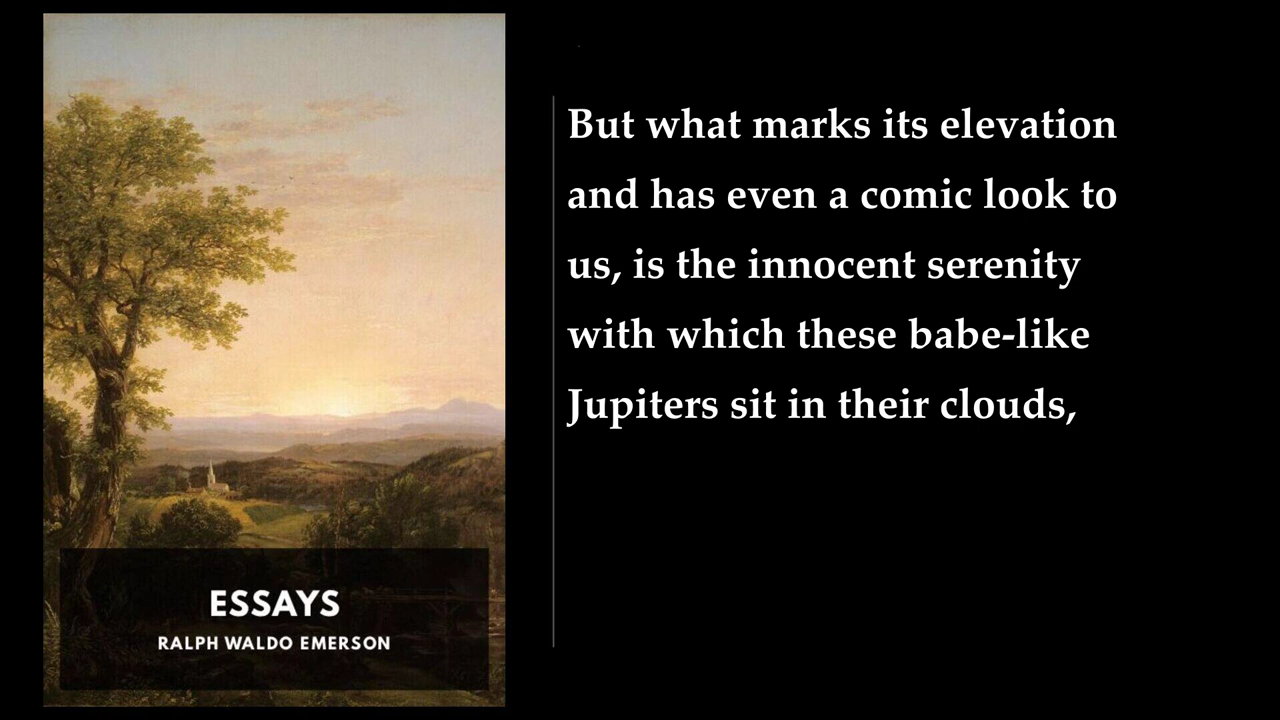 But what marks its elevation
and has even a comic look to
us, is the innocent serenity
with which these babe-like
Jupiters sit in their clouds,
ESSAYS
RALPH WALDO EMERSON